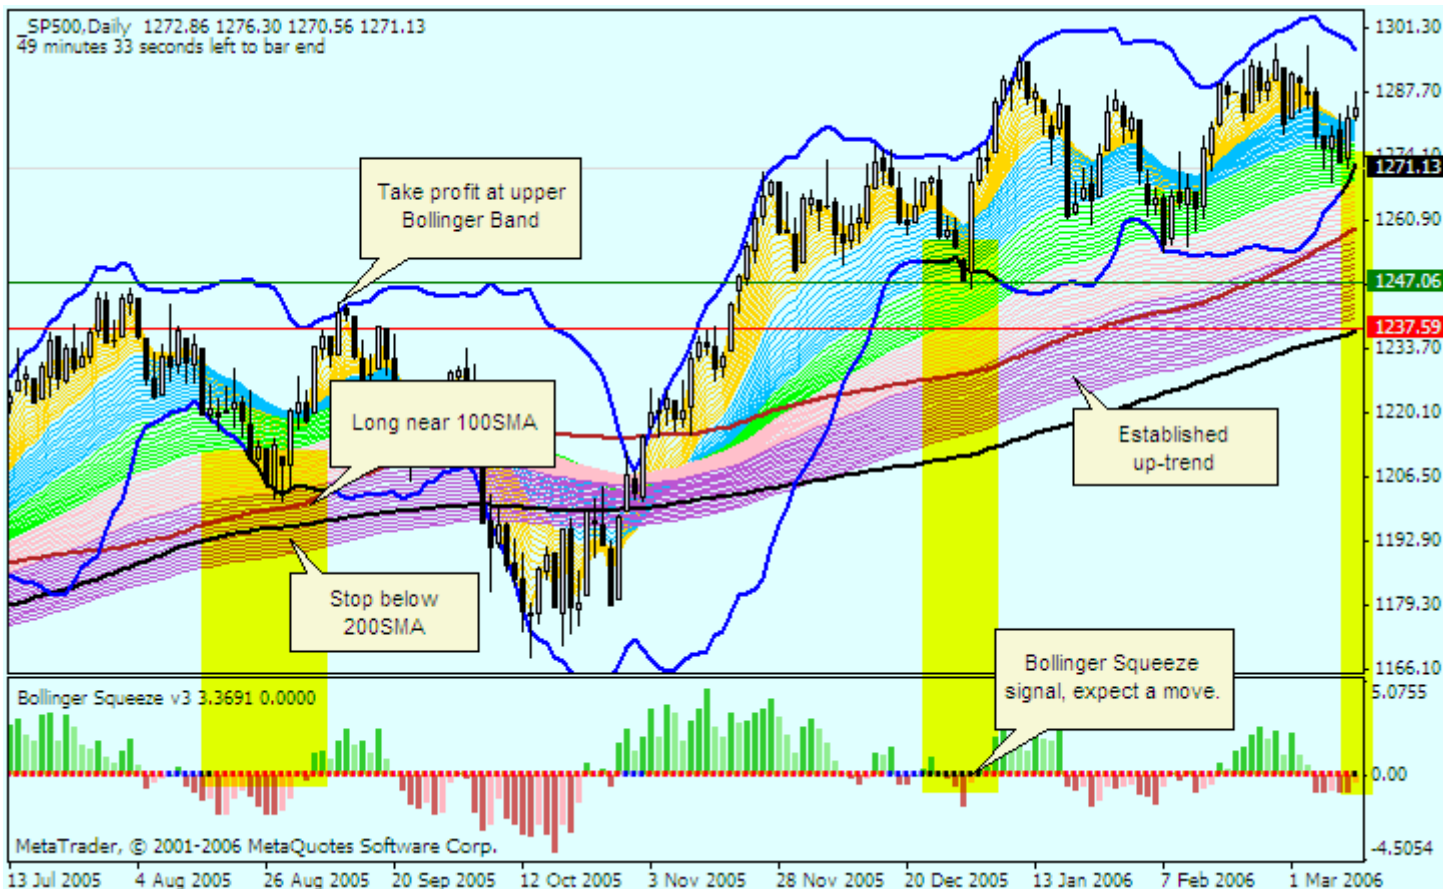 _SP500,Daily 1272.86 1276.30 1270.56 1271.13
49 minutes 33 seconds left to bar end
1301.30
1287.70
1274.10
1271.13
1260.90
1247.06
1237.59
1233.70
1220.10
1206.50
1192.90
1179.30
1166.10
Take profit at upper
Bollinger Band
Long near 100SMA
Stop below
200SMA
Established
up-trend
Bollinger Squeeze
signal, expect a move.
Bollinger Squeeze v3 3.3691 0.0000
5.0755
0.00
-4.5054
MetaTrader, © 2001-2006 MetaQuotes Software Corp.
13 Jul 2005 4 Aug 2005 26 Aug 2005 20 Sep 2005 12 Oct 2005 3 Nov 2005 28 Nov 2005 20 Dec 2005 13 Jan 2006 7 Feb 2006 1 Mar 2006